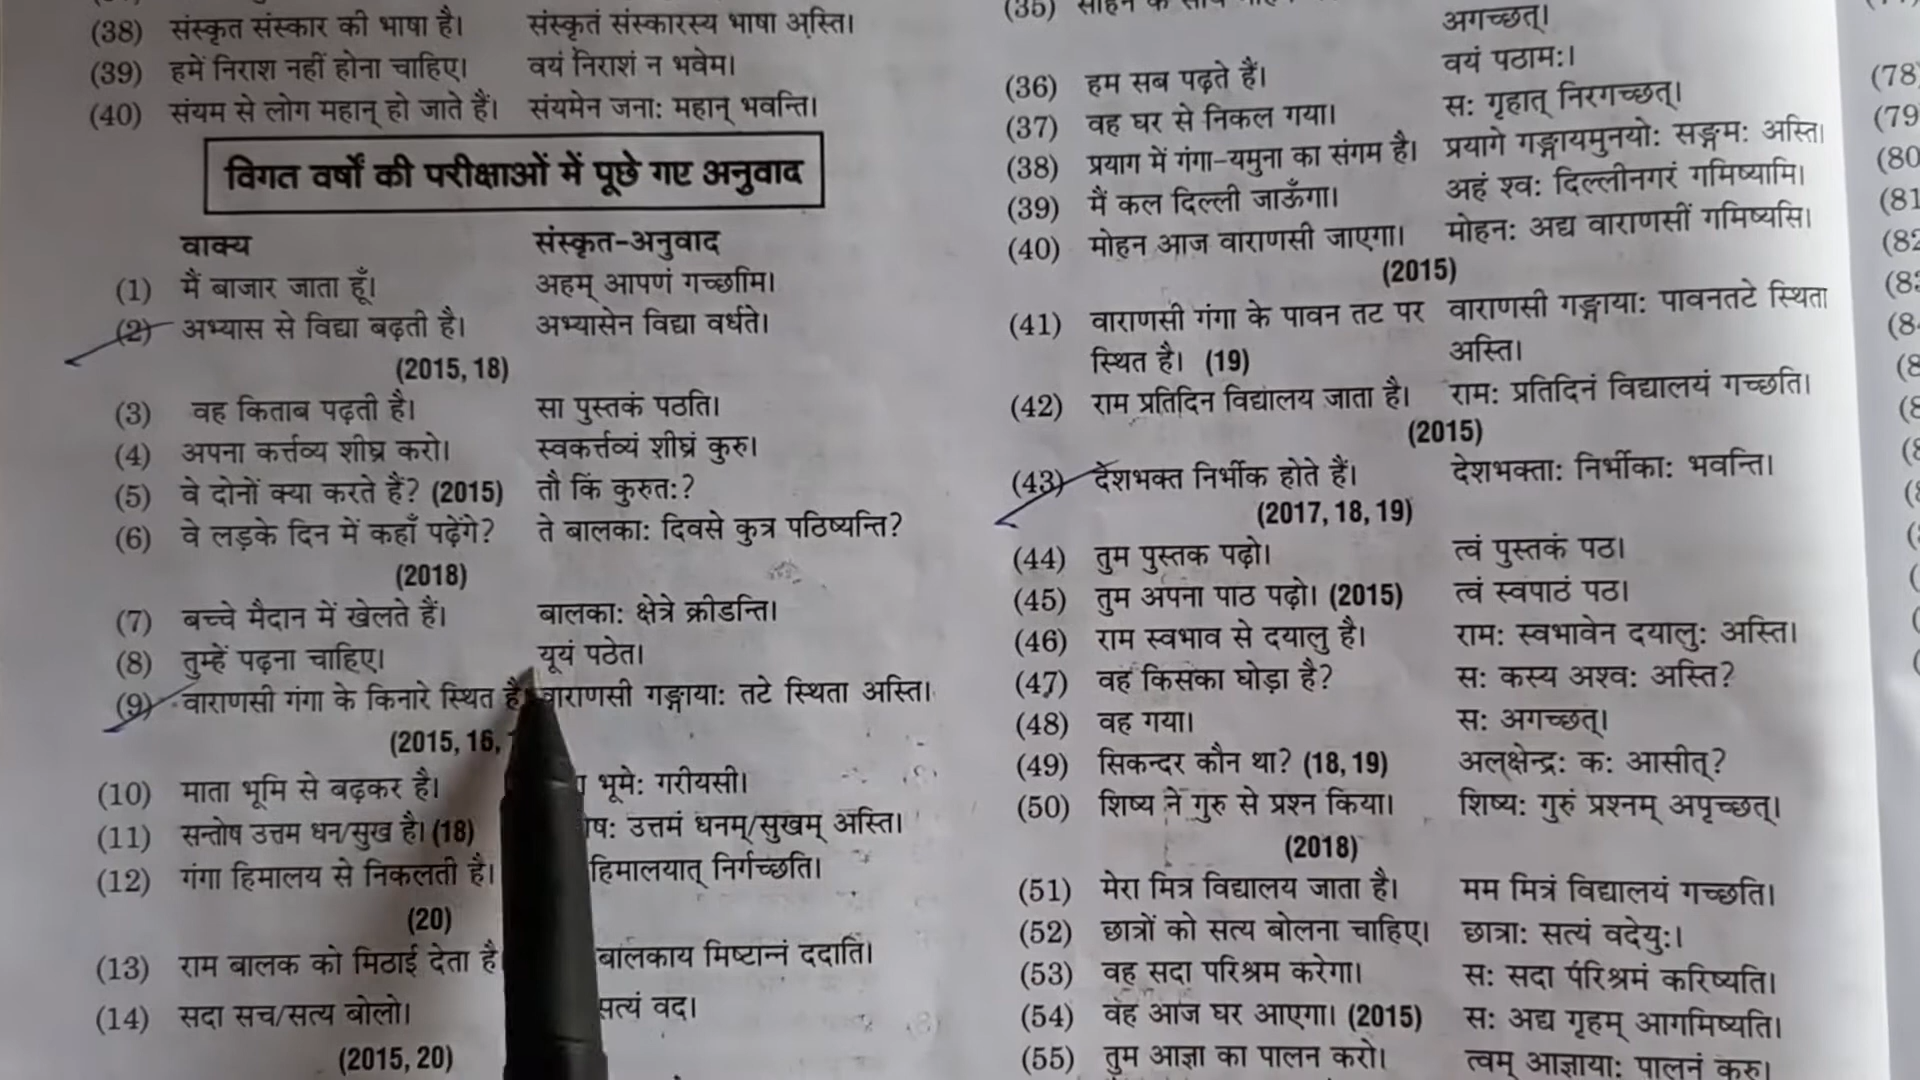 (38) संस्कृत संस्कार की भाषा है। संस्कृतं संस्कारस्य भाषा अस्ति।
(39) हमें निराश नहीं होना चाहिए। वयं निराशं न भवेम।
(40) संयम से लोग महान् हो जाते हैं। संयमेन जनाः महान् भवन्ति।
विगत वर्षों की परीक्षाओं में पूछे गए अनुवाद
वाक्य संस्कृत-अनुवाद
(1) मैं बाजार जाता हूँ। अहम् आपणं गच्छामि।
(2) अभ्यास से विद्या बढ़ती है। अभ्यासेन विद्या वर्धते।
(2015, 18)
(3) वह किताब पढ़ती है। सा पुस्तकं पठति।
(4) अपना कर्त्तव्य शीघ्र करो। स्वकर्त्तव्यं शीघ्रं कुरु।
(5) वे दोनों क्या करते हैं? (2015) तौ किं कुरुतः?
(6) वे लड़के दिन में कहाँ पढ़ेंगे? ते बालकाः दिवसे कुत्र पठिष्यन्ति?
(2018)
(7) बच्चे मैदान में खेलते हैं। बालकाः क्षेत्रे क्रीडन्ति।
(8) तुम्हें पढ़ना चाहिए। यूयं पठेत।
(9) वाराणसी गंगा के किनारे स्थित है। वाराणसी गङ्गायाः तटे स्थिता अस्ति।
(2015, 16,
(10) माता भूमि से बढ़कर है। भूमेः गरीयसी।
(11) सन्तोष उत्तम धन/सुख है। (18) उत्तमं धनम्/सुखम् अस्ति।
(12) गंगा हिमालय से निकलती है। हिमालयात् निर्गच्छति।
(20)
(13) राम बालक को मिठाई देता है बालकाय मिष्टान्नं ददाति।
(14) सदा सच/सत्य बोलो। सत्यं वद।
(2015, 20)
(35)
अगच्छत्।
(36) हम सब पढ़ते हैं। वयं पठामः।
(37) वह घर से निकल गया। सः गृहात् निरगच्छत्।
(38) प्रयाग में गंगा-यमुना का संगम है। प्रयागे गङ्गायमुनयोः सङ्गमः अस्ति।
(39) मैं कल दिल्ली जाऊँगा। अहं श्वः दिल्लीनगरं गमिष्यामि।
(40) मोहन आज वाराणसी जाएगा। मोहनः अद्य वाराणसीं गमिष्यसि।
(2015)
(41) वाराणसी गंगा के पावन तट पर वाराणसी गङ्गायाः पावनतटे स्थिता
स्थित है। (19) अस्ति।
(42) राम प्रतिदिन विद्यालय जाता है। रामः प्रतिदिनं विद्यालयं गच्छति।
(2015)
(43) देशभक्त निर्भीक होते हैं। देशभक्ताः निर्भीकाः भवन्ति।
(2017, 18, 19)
(44) तुम पुस्तक पढ़ो। त्वं पुस्तकं पठ।
(45) तुम अपना पाठ पढ़ो। (2015) त्वं स्वपाठं पठ।
(46) राम स्वभाव से दयालु है। रामः स्वभावेन दयालुः अस्ति।
(47) वह किसका घोड़ा है? सः कस्य अश्वः अस्ति?
(48) वह गया। सः अगच्छत्।
(49) सिकन्दर कौन था? (18, 19) अलक्षेन्द्रः कः आसीत्?
(50) शिष्य ने गुरु से प्रश्न किया। शिष्यः गुरुं प्रश्नम् अपृच्छत्।
(2018)
(51) मेरा मित्र विद्यालय जाता है। मम मित्रं विद्यालयं गच्छति।
(52) छात्रों को सत्य बोलना चाहिए। छात्राः सत्यं वदेयुः।
(53) वह सदा परिश्रम करेगा। सः सदा परिश्रमं करिष्यति।
(54) वह आज घर आएगा। (2015) सः अद्य गृहम् आगमिष्यति।
(55) तुम आज्ञा का पालन करो। त्वम् आज्ञायाः पालनं कुरु।
(78
(79
(80
(81
(82